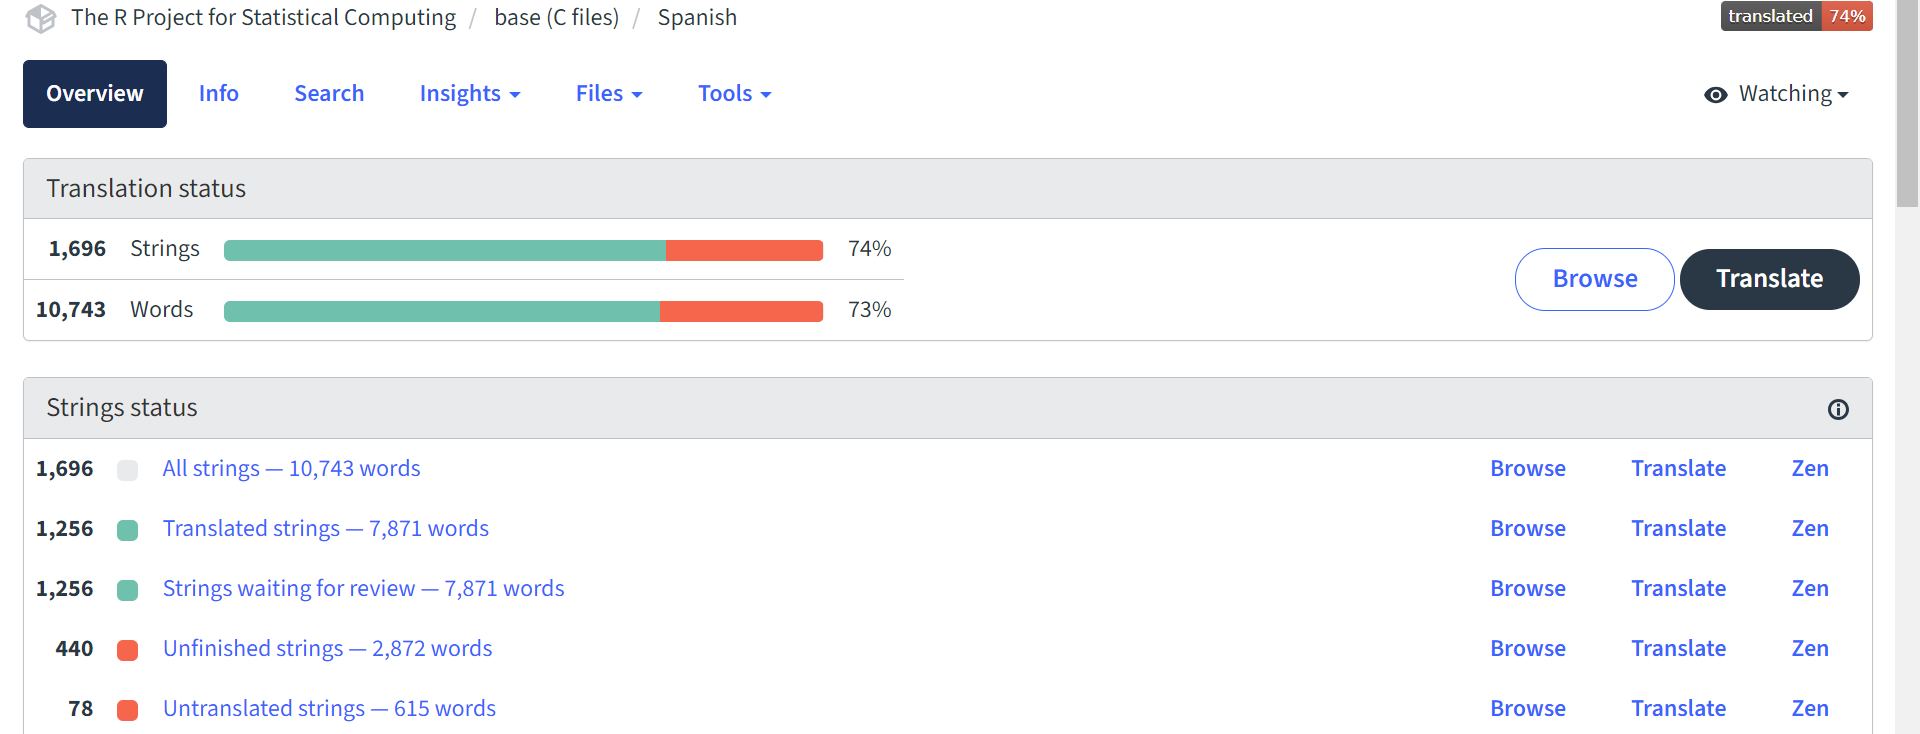 The R Project for Statistical Computing / base (C files) / Spanish translated 74%
Overview Info Search Insights Files Tools Watching
Translation status
1,696 Strings 74%
10,743 Words 73%
Browse Translate
Strings status
1,696 All strings — 10,743 words Browse Translate Zen
1,256 Translated strings — 7,871 words Browse Translate Zen
1,256 Strings waiting for review — 7,871 words Browse Translate Zen
440 Unfinished strings — 2,872 words Browse Translate Zen
78 Untranslated strings — 615 words Browse Translate Zen